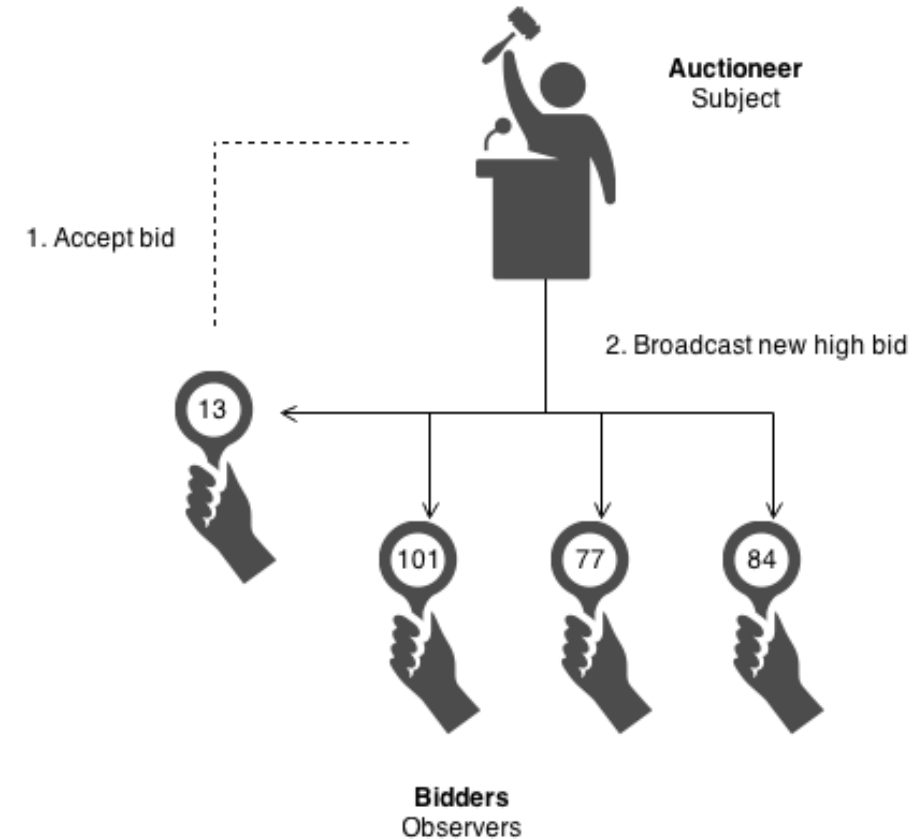 Auctioneer
Subject
1. Accept bid
2. Broadcast new high bid
13
101
77
84
Bidders
Observers